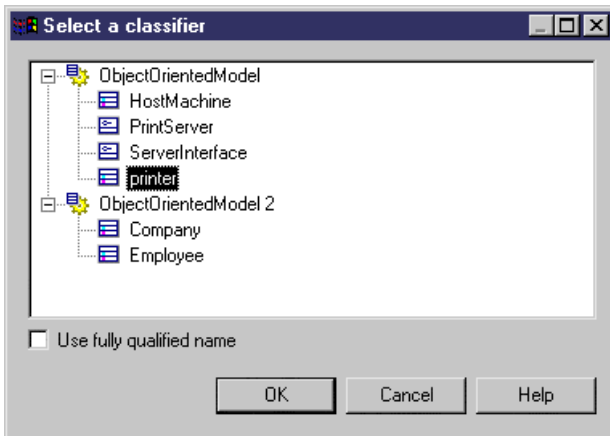 Select a classifier
ObjectOrientedModel
HostMachine
PrintServer
ServerInterface
printer
ObjectOrientedModel 2
Company
Employee
Use fully qualified name
OK Cancel Help